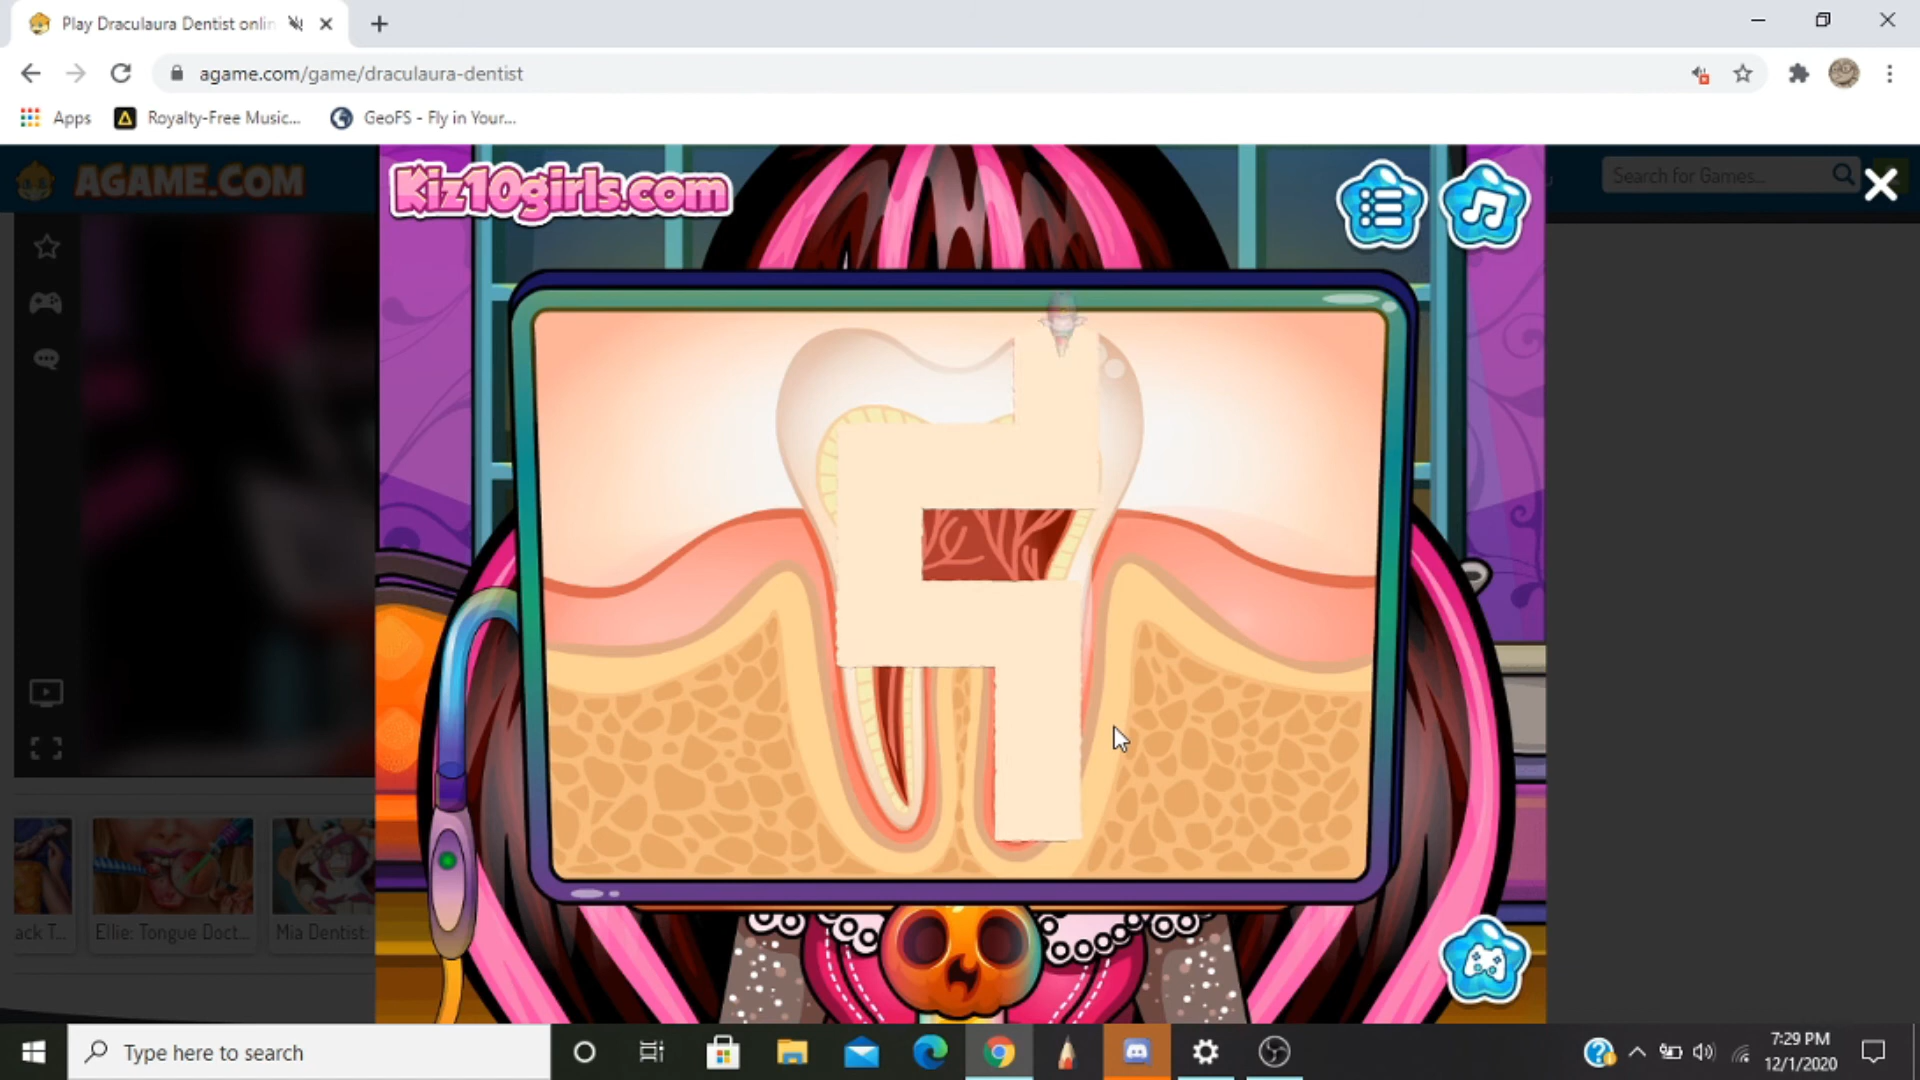 Play Draculaura Dentist onlin
agame.com/game/draculaura-dentist
Apps
Royalty-Free Music...
GeoFS - Fly in Your...
AGAME.COM
Kiz10girls.com
Search for Games...
ack T...
Ellie: Tongue Doct...
Mia Dentist:
Type here to search
7:29 PM
12/1/2020